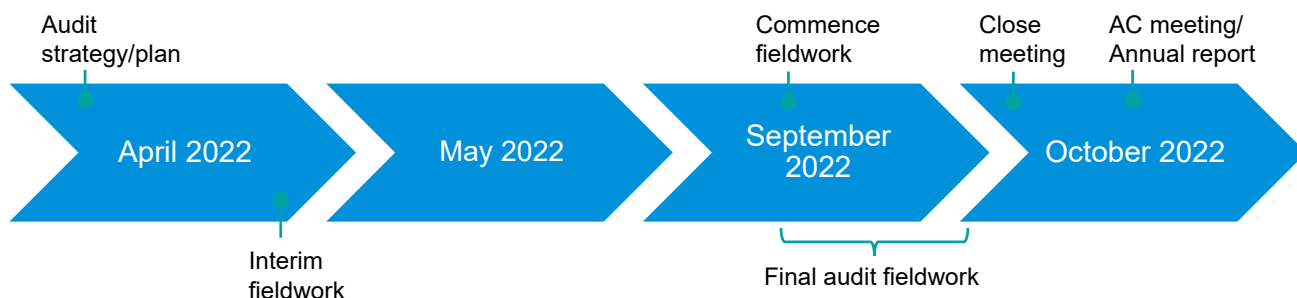 Audit
strategy/plan
Commence
fieldwork
Close
meeting
AC meeting/
Annual report
April 2022
May 2022
September
2022
October 2022
Interim
fieldwork
Final audit fieldwork